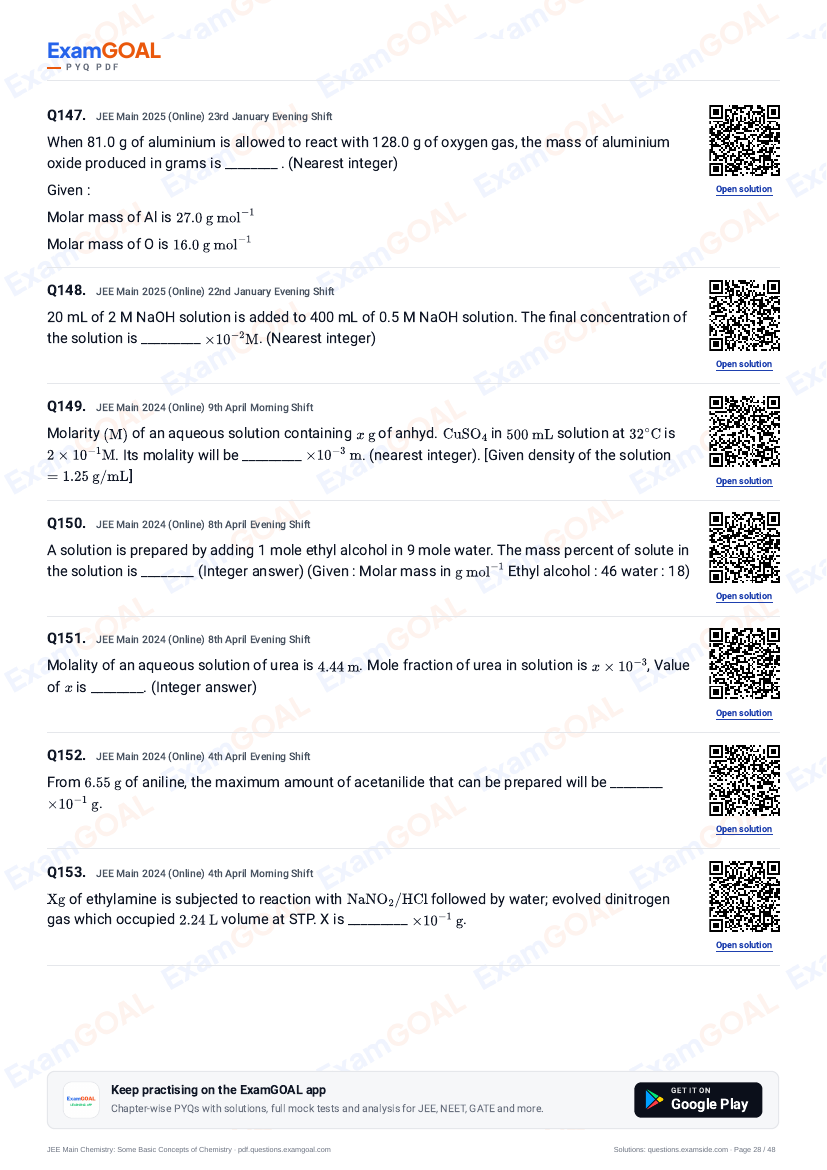 ExamGOAL
PYQ PDF
Q147. JEE Main 2025 (Online) 23rd January Evening Shift
When 81.0 g of aluminium is allowed to react with 128.0 g of oxygen gas, the mass of aluminium
oxide produced in grams is _______ . (Nearest integer)
Given :
Molar mass of Al is 27.0 g mol⁻¹
Molar mass of O is 16.0 g mol⁻¹
Open solution
Q148. JEE Main 2025 (Online) 22nd January Evening Shift
20 mL of 2 M NaOH solution is added to 400 mL of 0.5 M NaOH solution. The final concentration of
the solution is ________ ×10⁻²M. (Nearest integer)
Open solution
Q149. JEE Main 2024 (Online) 9th April Morning Shift
Molarity (M) of an aqueous solution containing x g of anhyd. CuSO₄ in 500 mL solution at 32°C is
2 × 10⁻¹M. Its molality will be ________ ×10⁻³ m. (nearest integer). [Given density of the solution
= 1.25 g/mL]
Open solution
Q150. JEE Main 2024 (Online) 8th April Evening Shift
A solution is prepared by adding 1 mole ethyl alcohol in 9 mole water. The mass percent of solute in
the solution is _______ (Integer answer) (Given : Molar mass in g mol⁻¹ Ethyl alcohol : 46 water : 18)
Open solution
Q151. JEE Main 2024 (Online) 8th April Evening Shift
Molality of an aqueous solution of urea is 4.44 m. Mole fraction of urea in solution is x × 10⁻³, Value
of x is _______. (Integer answer)
Open solution
Q152. JEE Main 2024 (Online) 4th April Evening Shift
From 6.55 g of aniline, the maximum amount of acetanilide that can be prepared will be _______
×10⁻¹ g.
Open solution
Q153. JEE Main 2024 (Online) 4th April Morning Shift
Xg of ethylamine is subjected to reaction with NaNO₂/HCl followed by water; evolved dinitrogen
gas which occupied 2.24 L volume at STP. X is ________ ×10⁻¹ g.
Open solution
Keep practising on the ExamGOAL app
Chapter-wise PYQs with solutions, full mock tests and analysis for JEE, NEET, GATE and more.
GET IT ON
Google Play
JEE Main Chemistry: Some Basic Concepts of Chemistry · pdf.questions.examgoal.com
Solutions: questions.examside.com · Page 28 / 48